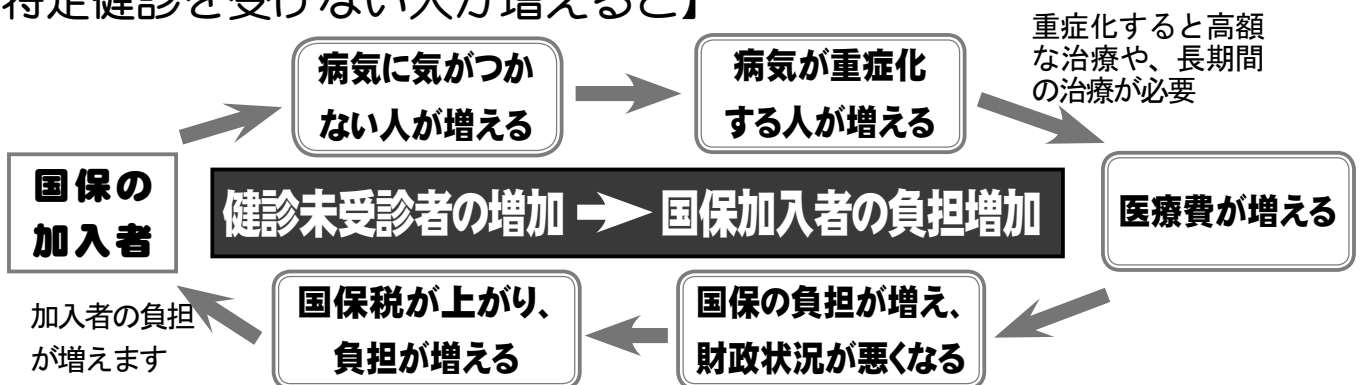 特定健診を受けない人が増えると】
重症化すると高額
な治療や、長期間
の治療が必要
病気に気がつか
ない人が増える
病気が重症化
する人が増える
国保の
加入者
健診未受診者の増加 ➡ 国保加入者の負担増加
医療費が増える
加入者の負担
が増えます
国保税が上がり、
負担が増える
国保の負担が増え、
財政状況が悪くなる